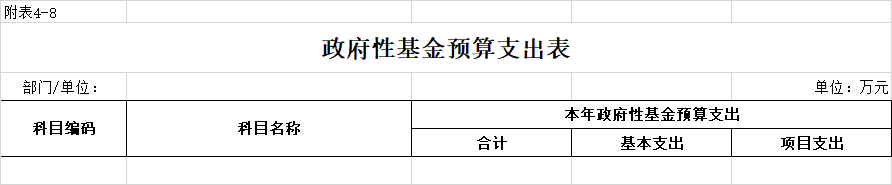 附表4-8
政府性基金预算支出表
部门/单位： 单位：万元
科目编码 科目名称 本年政府性基金预算支出
合计 基本支出 项目支出